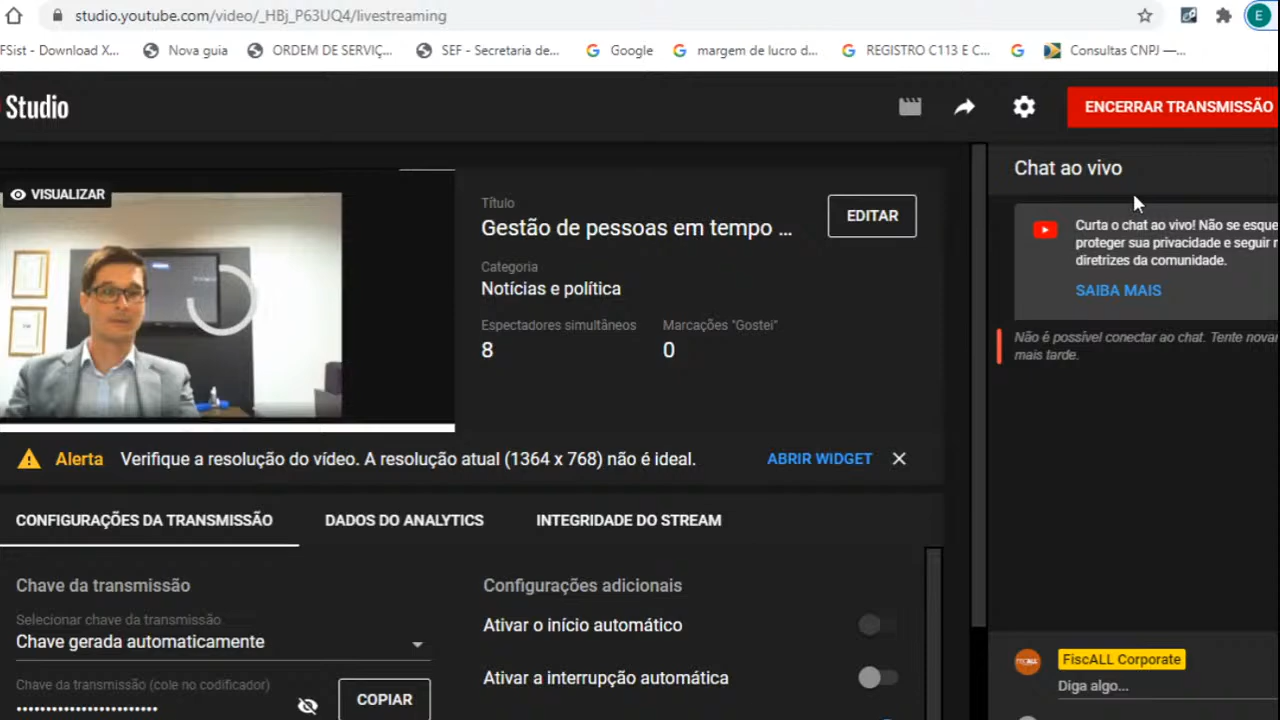 studio.youtube.com/video/_HBj_P63UQ4/livestreaming
E
FSist - Download X... Nova guia ORDEM DE SERVIÇ... SEF - Secretaria de... Google margem de lucro d... REGISTRO C113 E C... Consultas CNPJ —...
Studio
ENCERRAR TRANSMISSÃO
VISUALIZAR
Título
Gestão de pessoas em tempo ...
EDITAR
Categoria
Notícias e política
Espectadores simultâneos Marcações "Gostei"
8 0
Alerta Verifique a resolução do vídeo. A resolução atual (1364 x 768) não é ideal. ABRIR WIDGET
CONFIGURAÇÕES DA TRANSMISSÃO DADOS DO ANALYTICS INTEGRIDADE DO STREAM
Chave da transmissão
Selecionar chave da transmissão
Chave gerada automaticamente
Chave da transmissão (cole no codificador)
COPIAR
Configurações adicionais
Ativar o início automático
Ativar a interrupção automática
Chat ao vivo
Curta o chat ao vivo! Não se esque
proteger sua privacidade e seguir
diretrizes da comunidade.
SAIBA MAIS
Não é possível conectar ao chat. Tente nova
mais tarde.
FiscALL Corporate
Diga algo...